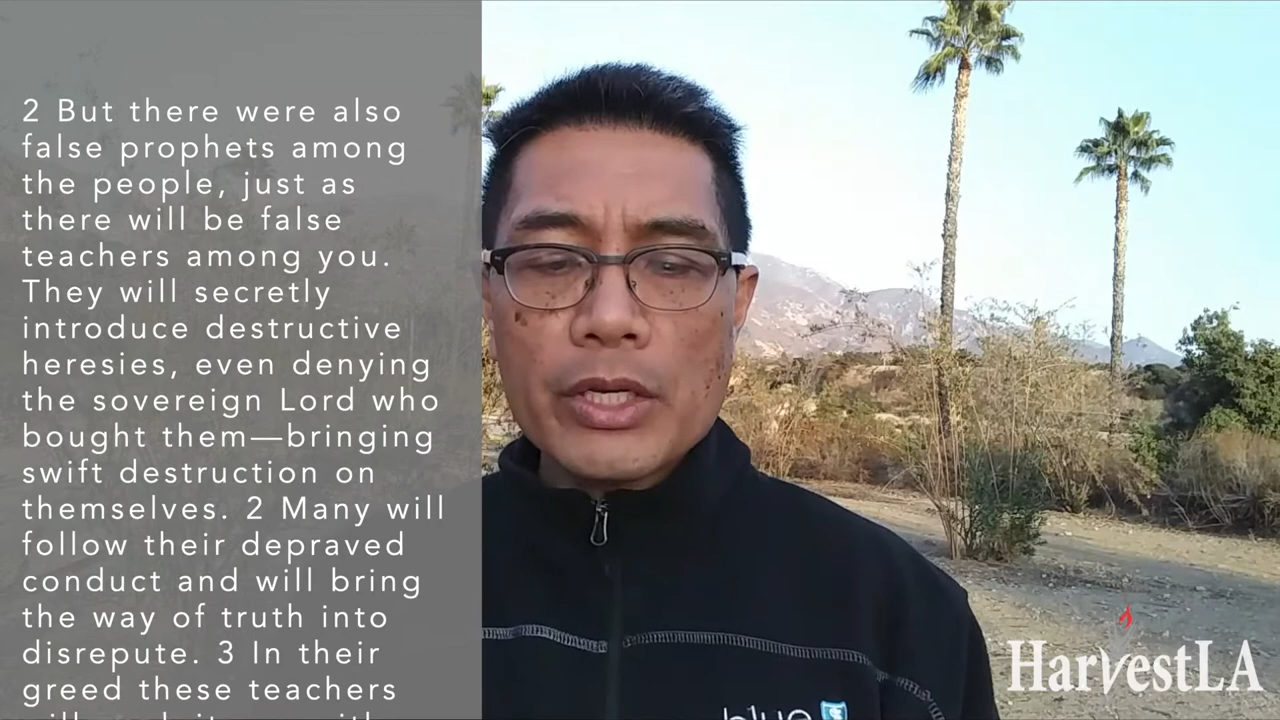 2 But there were also
false prophets among
the people, just as
there will be false
teachers among you.
They will secretly
introduce destructive
heresies, even denying
the sovereign Lord who
bought them—bringing
swift destruction on
themselves. 2 Many will
follow their depraved
conduct and will bring
the way of truth into
disrepute. 3 In their
greed these teachers
blue
HarvestLA